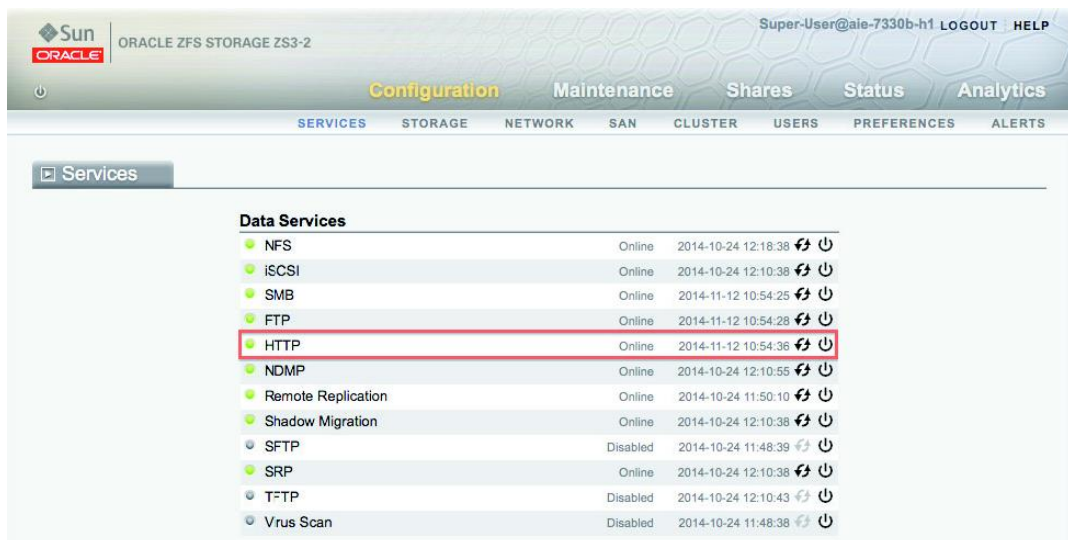 Sun
ORACLE
ORACLE ZFS STORAGE ZS3-2
Super-User@aie-7330b-h1 LOGOUT HELP
Configuration Maintenance Shares Status Analytics
SERVICES STORAGE NETWORK SAN CLUSTER USERS PREFERENCES ALERTS
Services
Data Services
NFS Online 2014-10-24 12:18:38
iSCSI Online 2014-10-24 12:10:38
SMB Online 2014-11-12 10:54:25
FTP Online 2014-11-12 10:54:28
HTTP Online 2014-11-12 10:54:36
NDMP Online 2014-10-24 12:10:55
Remote Replication Online 2014-10-24 11:50:10
Shadow Migration Online 2014-10-24 12:10:38
SFTP Disabled 2014-10-24 11:48:39
SRP Online 2014-10-24 12:10:38
TFTP Disabled 2014-10-24 12:10:43
Virus Scan Disabled 2014-10-24 11:48:38